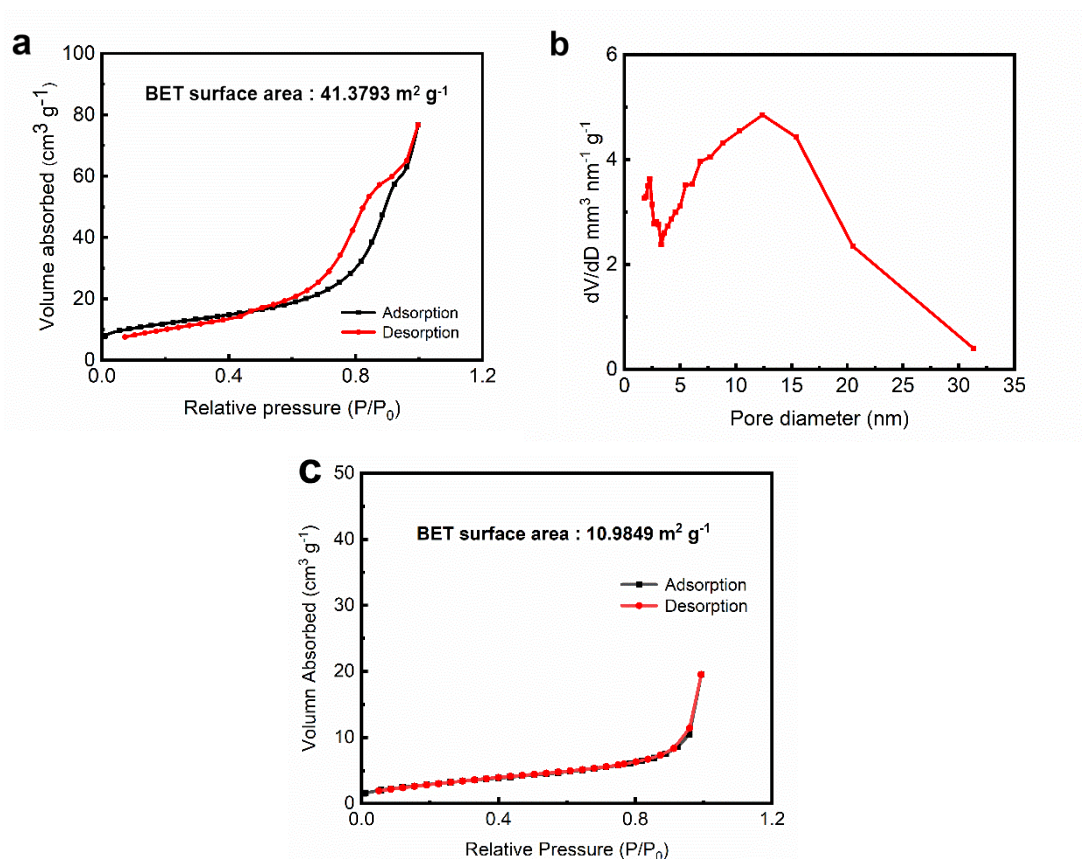 a
BET surface area : 41.3793 m² g⁻¹
Volume absorbed (cm³ g⁻¹)
100
80
60
40
20
0
Adsorption
Desorption
0.0 0.4 0.8 1.2
Relative pressure (P/P₀)
b
dV/dD mm³ nm⁻¹ g⁻¹
6
4
2
0
0 5 10 15 20 25 30 35
Pore diameter (nm)
c
BET surface area : 10.9849 m² g⁻¹
Volumn Absorbed (cm³ g⁻¹)
50
40
30
20
10
0
Adsorption
Desorption
0.0 0.4 0.8 1.2
Relative Pressure (P/P₀)